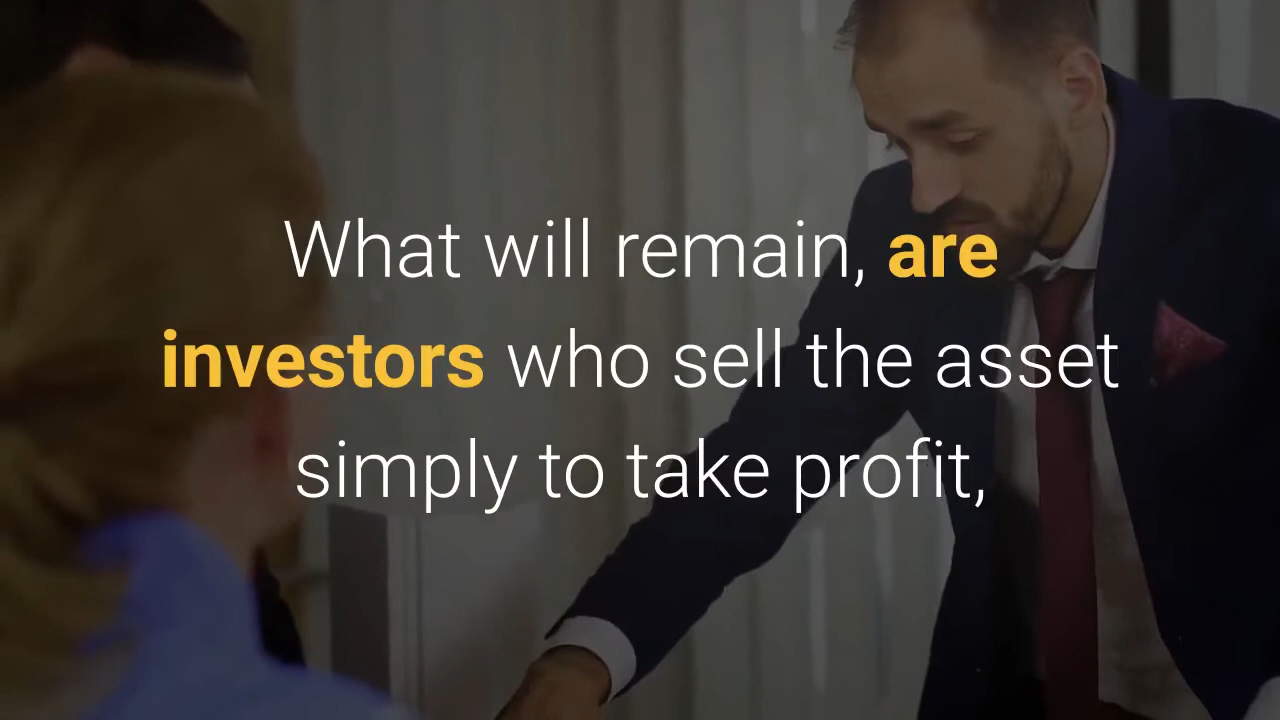 What will remain, are
investors who sell the asset
simply to take profit,